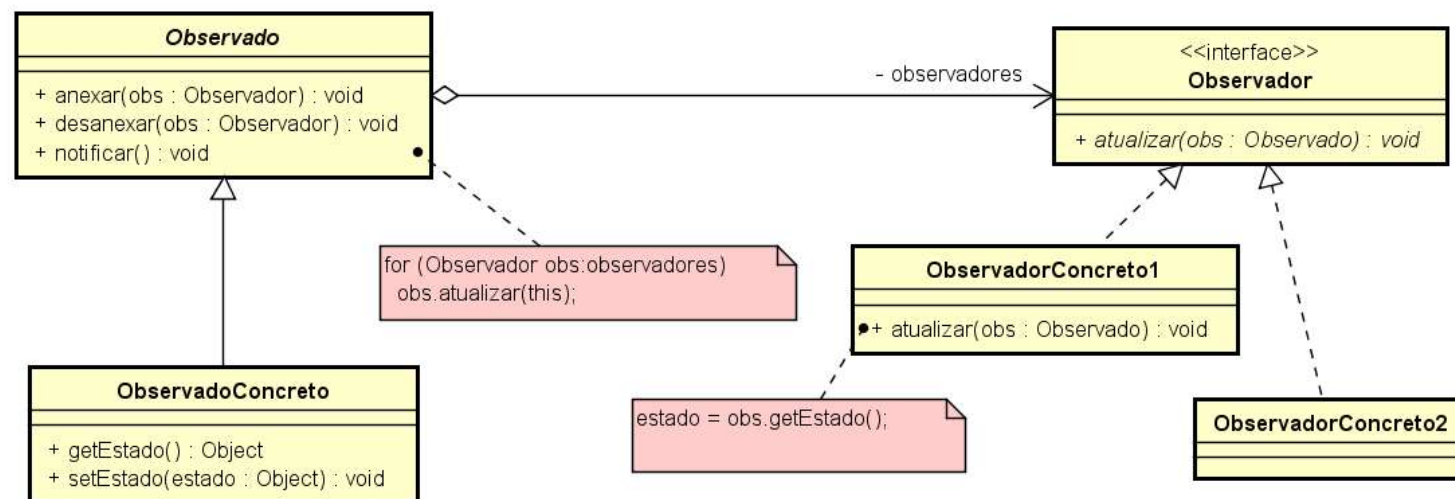 Observado
+ anexar(obs : Observador) : void
+ desanexar(obs : Observador) : void
+ notificar() : void
- observadores
<<interface>>
Observador
+ atualizar(obs : Observado) : void
for (Observador obs:observadores)
obs.atualizar(this);
ObservadorConcreto1
+ atualizar(obs : Observado) : void
ObservadoConcreto
+ getEstado() : Object
+ setEstado(estado : Object) : void
estado = obs.getEstado();
ObservadorConcreto2